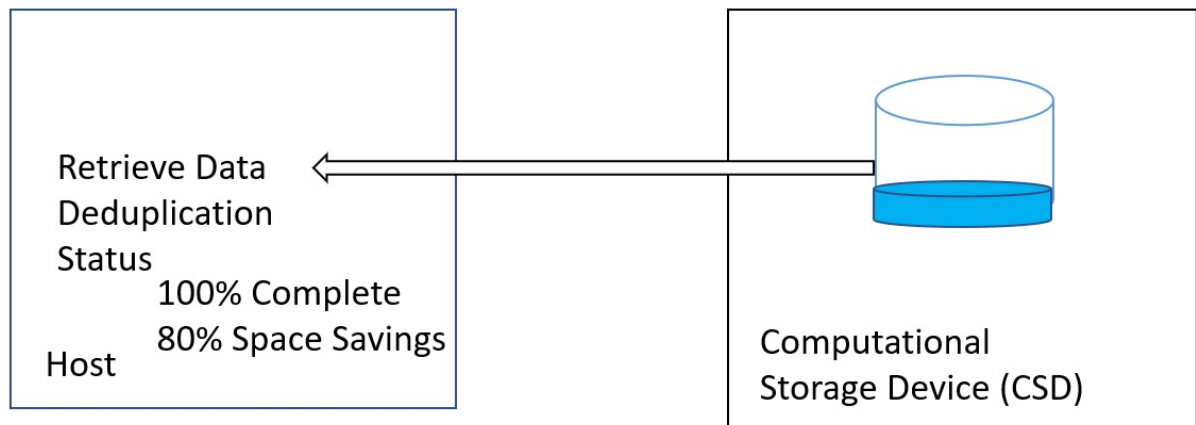 Retrieve Data
Deduplication
Status
100% Complete
80% Space Savings
Host
Computational
Storage Device (CSD)